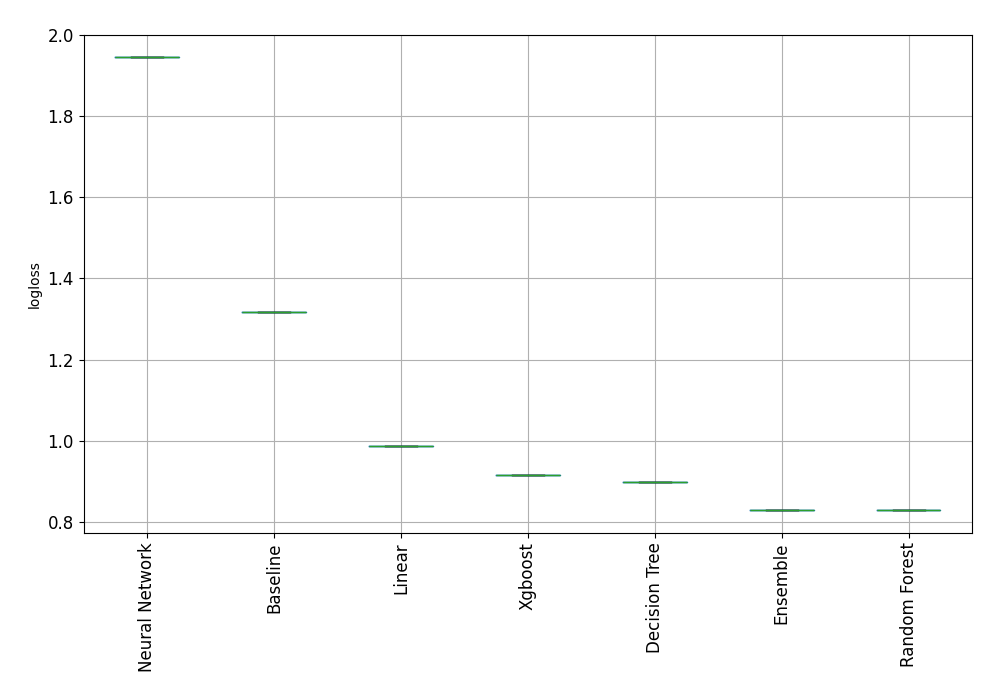 2.0
1.8
1.6
1.4
1.2
1.0
0.8
logloss
Neural Network
Baseline
Linear
Xgboost
Decision Tree
Ensemble
Random Forest